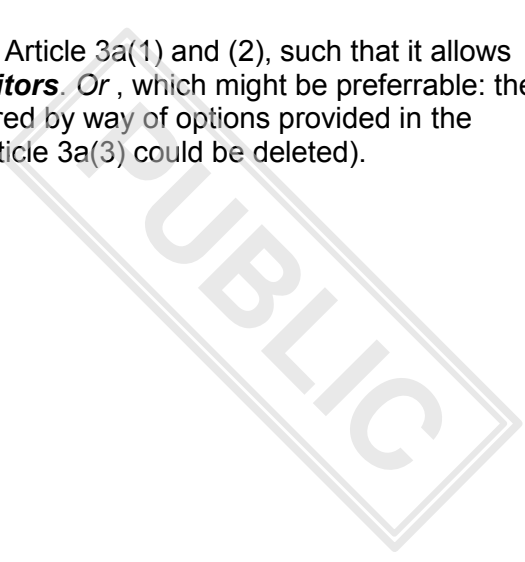 Article 3a(1) and (2), such that it allows
itors. Or , which might be preferrable: the
red by way of options provided in the
ticle 3a(3) could be deleted).
PUBLIC